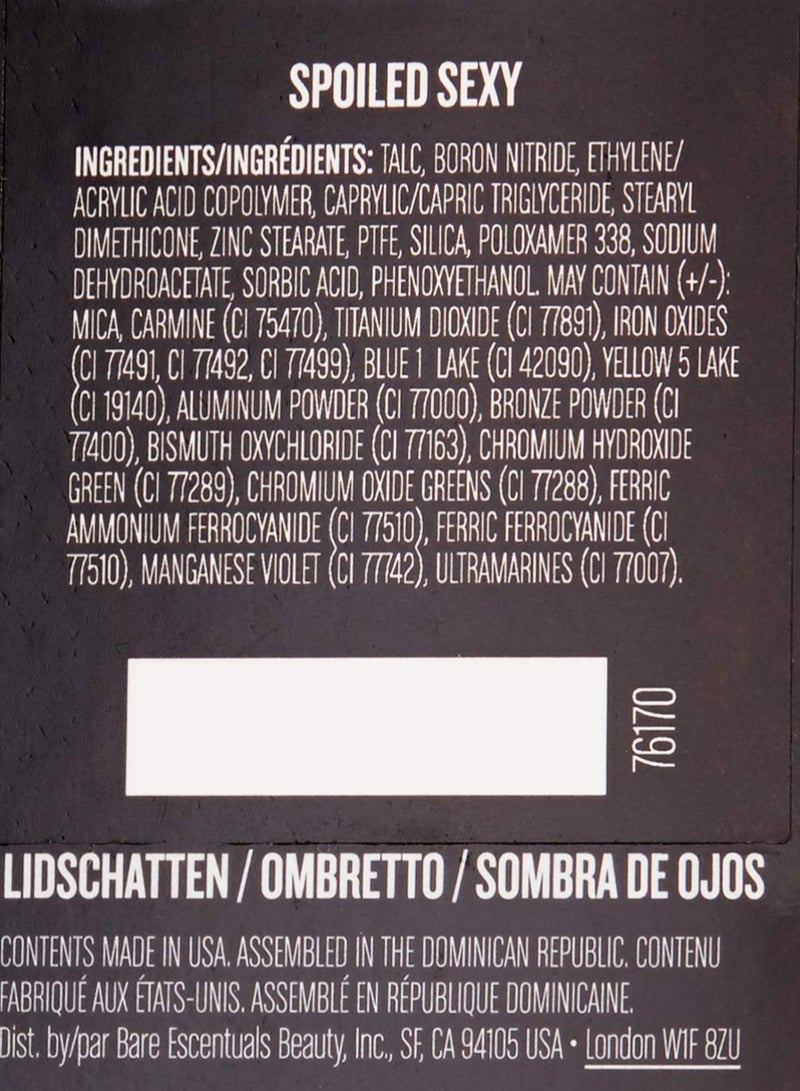 SPOILED SEXY
INGREDIENTS/INGRÉDIENTS: TALC, BORON NITRIDE, ETHYLENE/
ACRYLIC ACID COPOLYMER, CAPRYLIC/CAPRIC TRIGLYCERIDE, STEARYL
DIMETHICONE, ZINC STEARATE, PTFE, SILICA, POLOXAMER 338, SODIUM
DEHYDROACETATE, SORBIC ACID, PHENOXYETHANOL. MAY CONTAIN (+/-):
MICA, CARMINE (CI 75470), TITANIUM DIOXIDE (CI 77891), IRON OXIDES
(CI 77491, CI 77492, CI 77499), BLUE 1 LAKE (CI 42090), YELLOW 5 LAKE
(CI 19140), ALUMINUM POWDER (CI 77000), BRONZE POWDER (CI
77400), BISMUTH OXYCHLORIDE (CI 77163), CHROMIUM HYDROXIDE
GREEN (CI 77289), CHROMIUM OXIDE GREENS (CI 77288), FERRIC
AMMONIUM FERROCYANIDE (CI 77510), FERRIC FERROCYANIDE (CI
77510), MANGANESE VIOLET (CI 77742), ULTRAMARINES (CI 77007).
76170
LIDSCHATTEN / OMBRETTO / SOMBRA DE OJOS
CONTENTS MADE IN USA. ASSEMBLED IN THE DOMINICAN REPUBLIC. CONTENU
FABRIQUÉ AUX ÉTATS-UNIS. ASSEMBLÉ EN RÉPUBLIQUE DOMINICAINE.
Dist. by/par Bare Escentuals Beauty, Inc., SF, CA 94105 USA • London W1F 8ZU